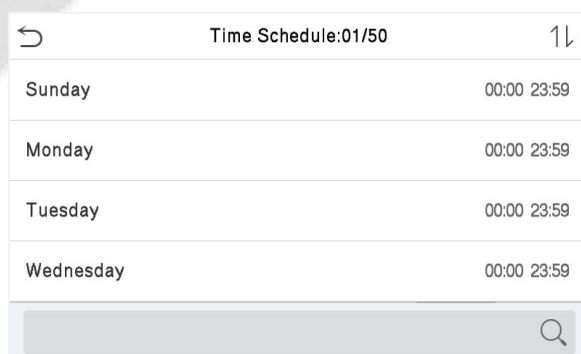 Time Schedule:01/50
Sunday 00:00 23:59
Monday 00:00 23:59
Tuesday 00:00 23:59
Wednesday 00:00 23:59